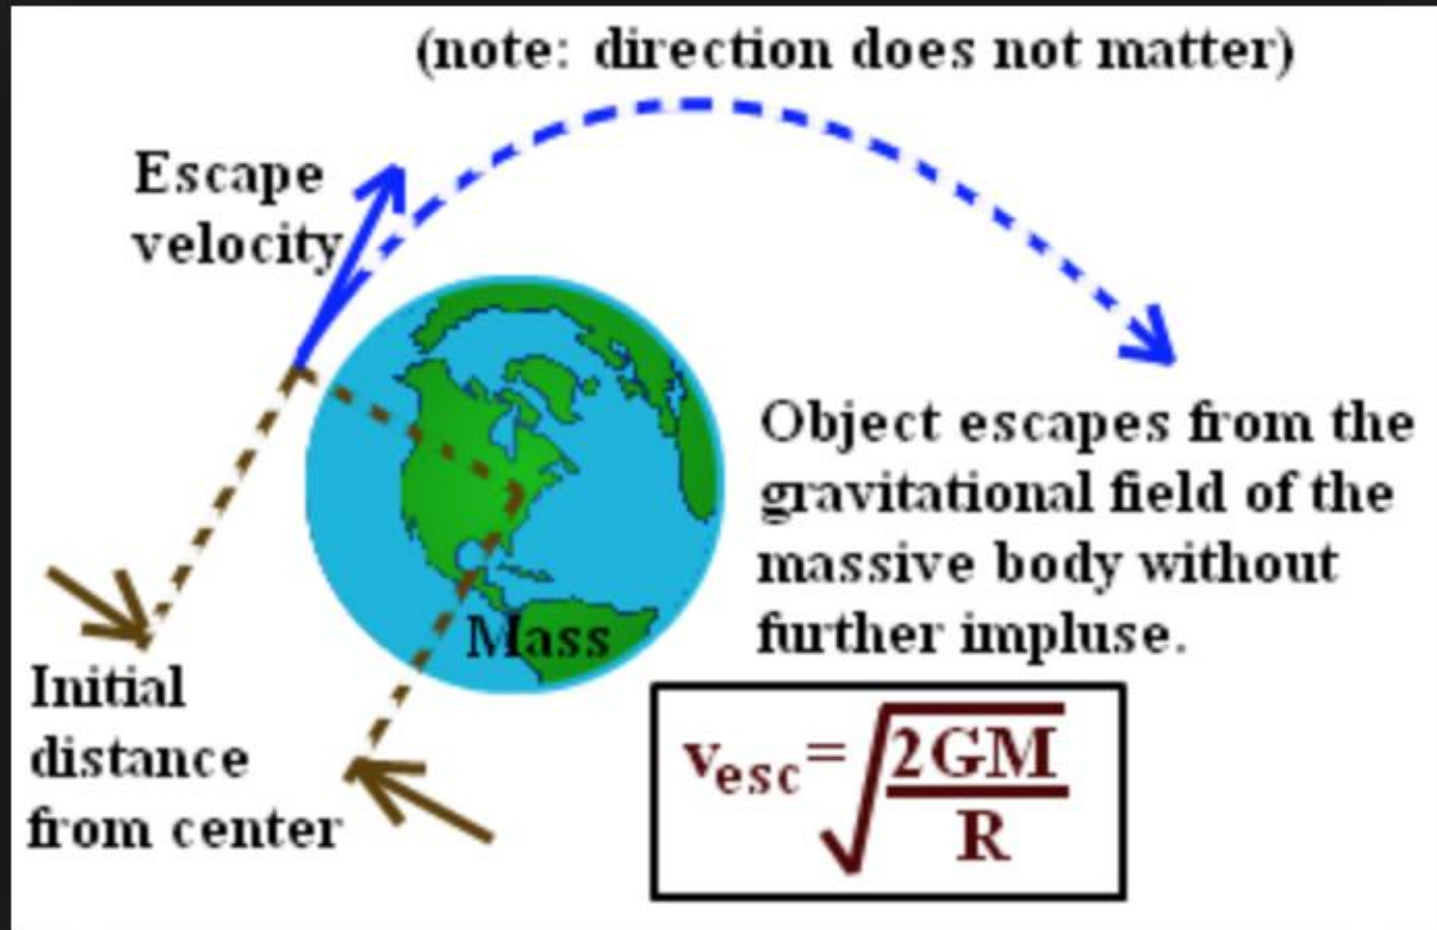 (note: direction does not matter)
Escape
velocity
Object escapes from the
gravitational field of the
massive body without
further impluse.
Mass
Initial
distance
from center
v_esc = √(2GM/R)